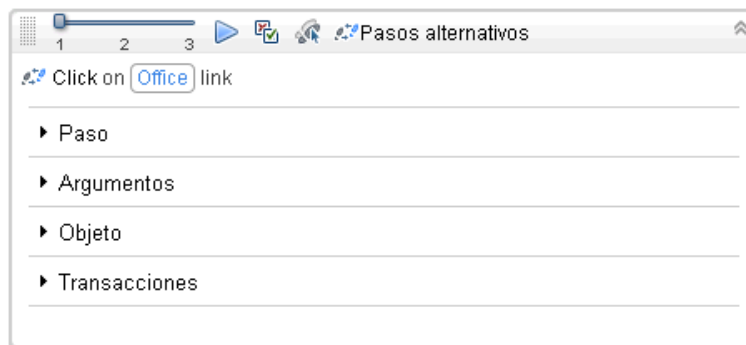 1 2 3 Pasos alternativos
Click on Office link
Paso
Argumentos
Objeto
Transacciones